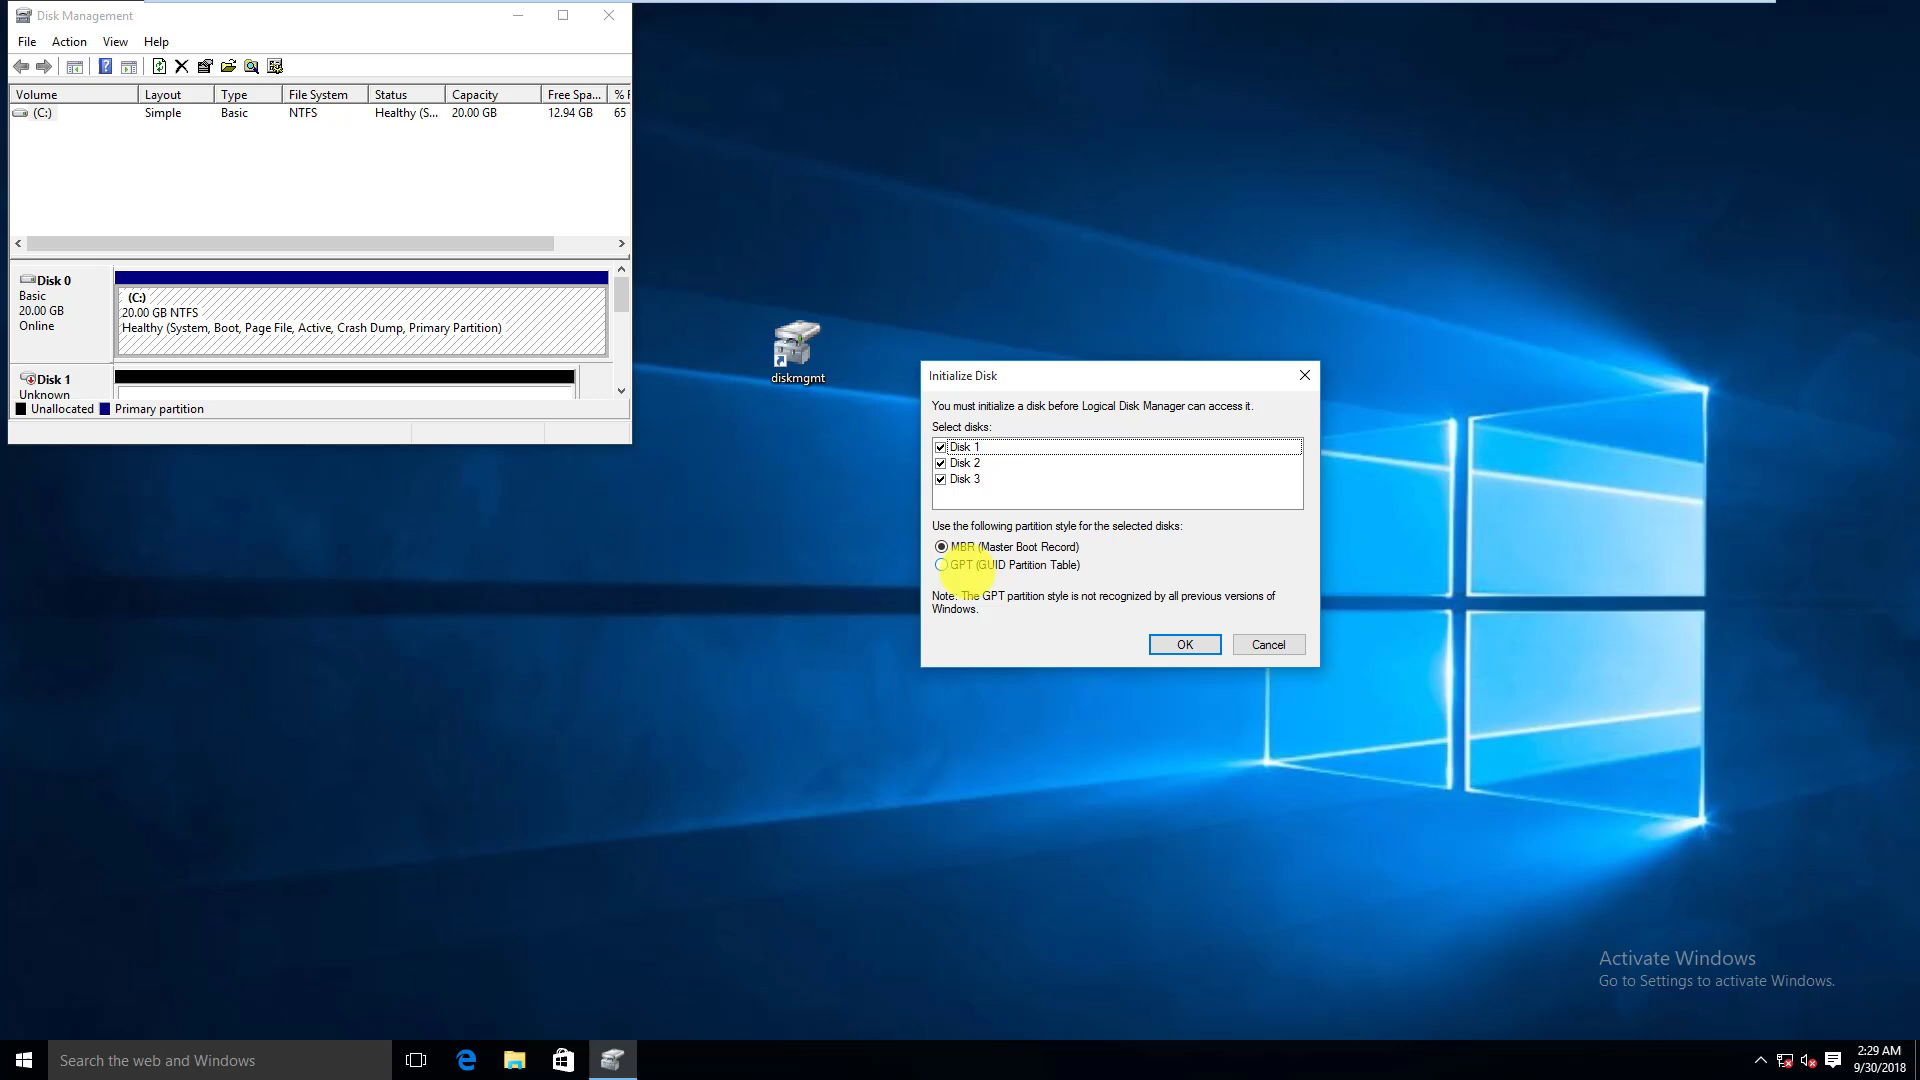 Disk Management
File Action View Help
Volume Layout Type File System Status Capacity Free Spa... % F
(C:) Simple Basic NTFS Healthy (S... 20.00 GB 12.94 GB 65
Disk 0
Basic
20.00 GB
Online
(C:)
20.00 GB NTFS
Healthy (System, Boot, Page File, Active, Crash Dump, Primary Partition)
Disk 1
Unknown
Unallocated Primary partition
diskmgmt
Initialize Disk
You must initialize a disk before Logical Disk Manager can access it.
Select disks:
Disk 1
Disk 2
Disk 3
Use the following partition style for the selected disks:
MBR (Master Boot Record)
GPT (GUID Partition Table)
Note: The GPT partition style is not recognized by all previous versions of
Windows.
OK Cancel
Activate Windows
Go to Settings to activate Windows.
Search the web and Windows
2:29 AM
9/30/2018